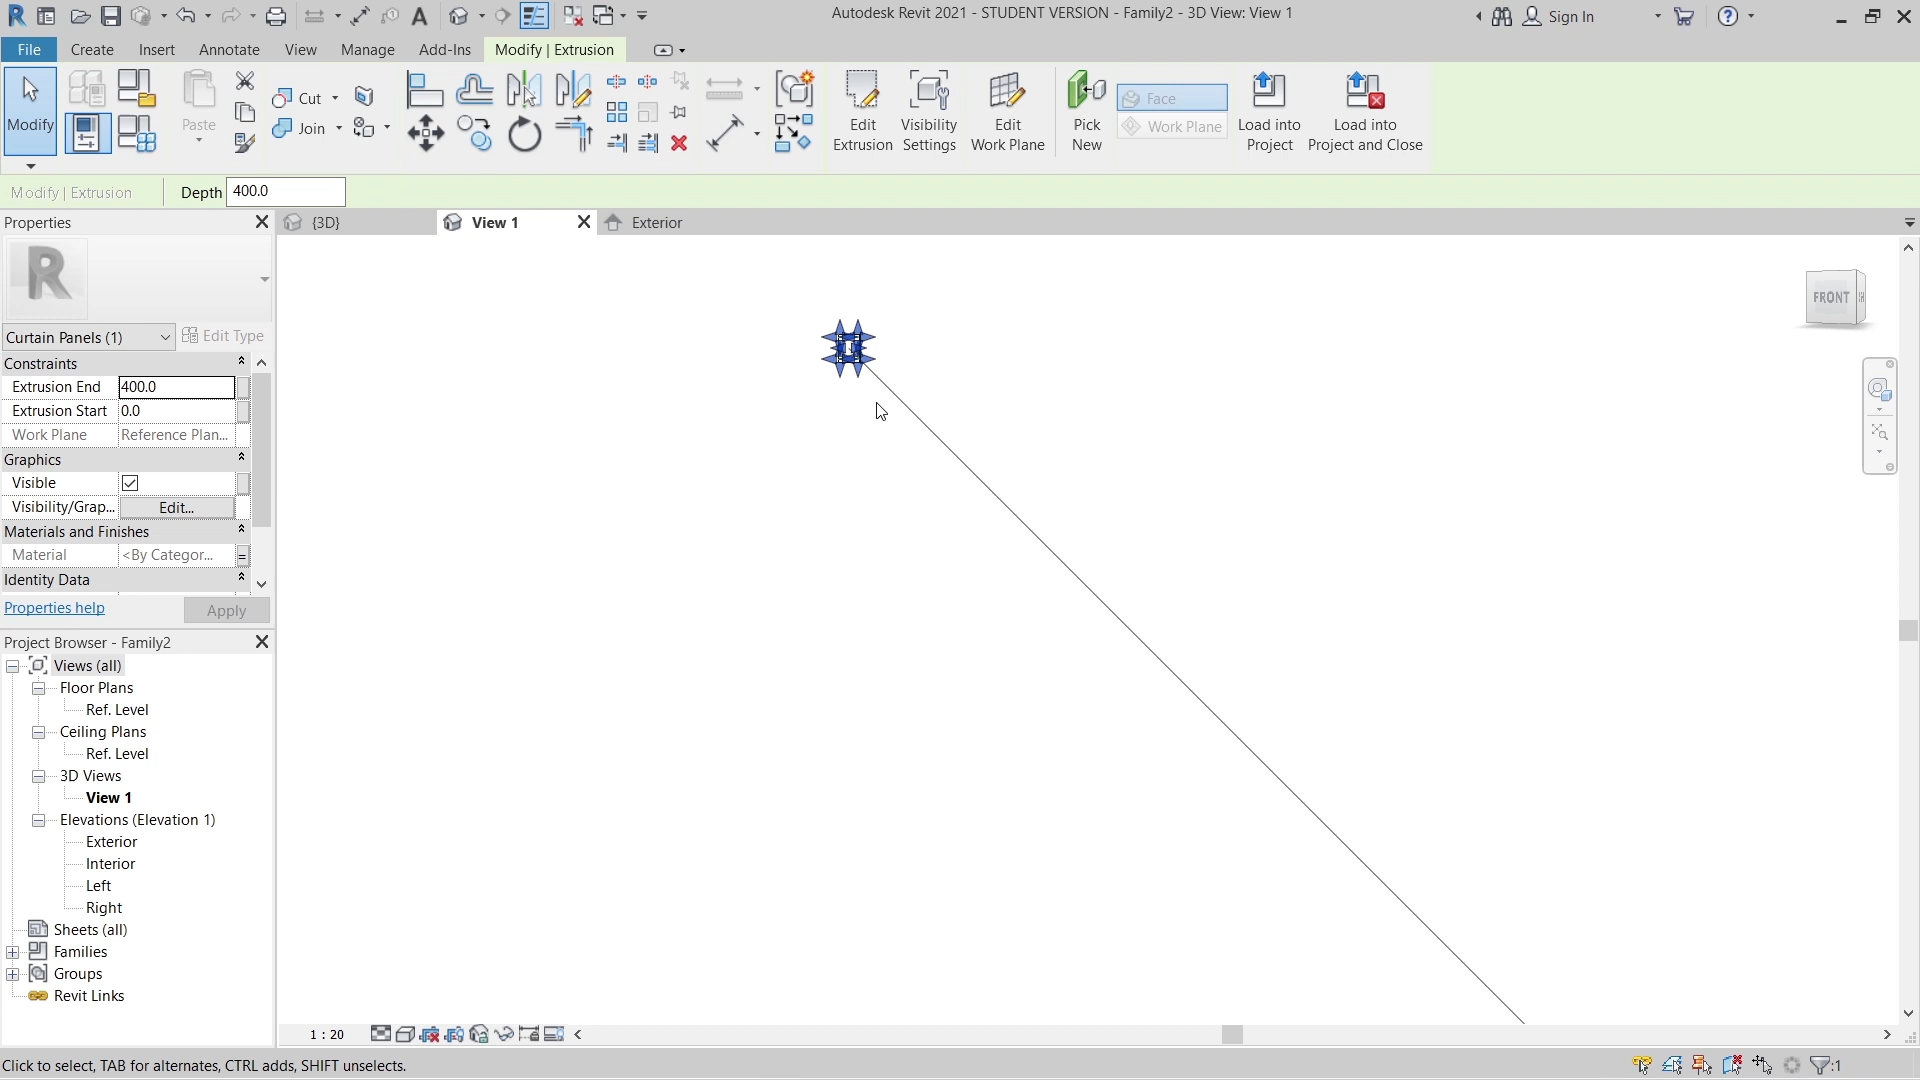 Autodesk Revit 2021 - STUDENT VERSION - Family2 - 3D View: View 1
Sign In
File Create Insert Annotate View Manage Add-Ins Modify | Extrusion
Modify
Paste
Cut
Join
Edit Extrusion
Visibility Settings
Edit Work Plane
Pick New
Face
Work Plane
Load into Project
Load into Project and Close
Modify | Extrusion Depth 400.0
Properties
{3D} View 1 Exterior
FRONT
Curtain Panels (1) Edit Type
Constraints
Extrusion End 400.0
Extrusion Start 0.0
Work Plane Reference Plan...
Graphics
Visible
Visibility/Grap... Edit...
Materials and Finishes
Material <By Categor... =
Identity Data
Properties help Apply
Project Browser - Family2
Views (all)
Floor Plans
Ref. Level
Ceiling Plans
Ref. Level
3D Views
View 1
Elevations (Elevation 1)
Exterior
Interior
Left
Right
Sheets (all)
Families
Groups
Revit Links
1 : 20
Click to select, TAB for alternates, CTRL adds, SHIFT unselects.
:1